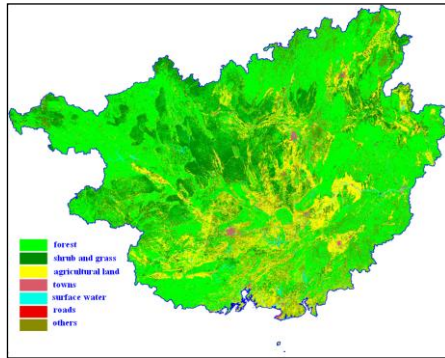 forest
shrub and grass
agricultural land
towns
surface water
roads
others